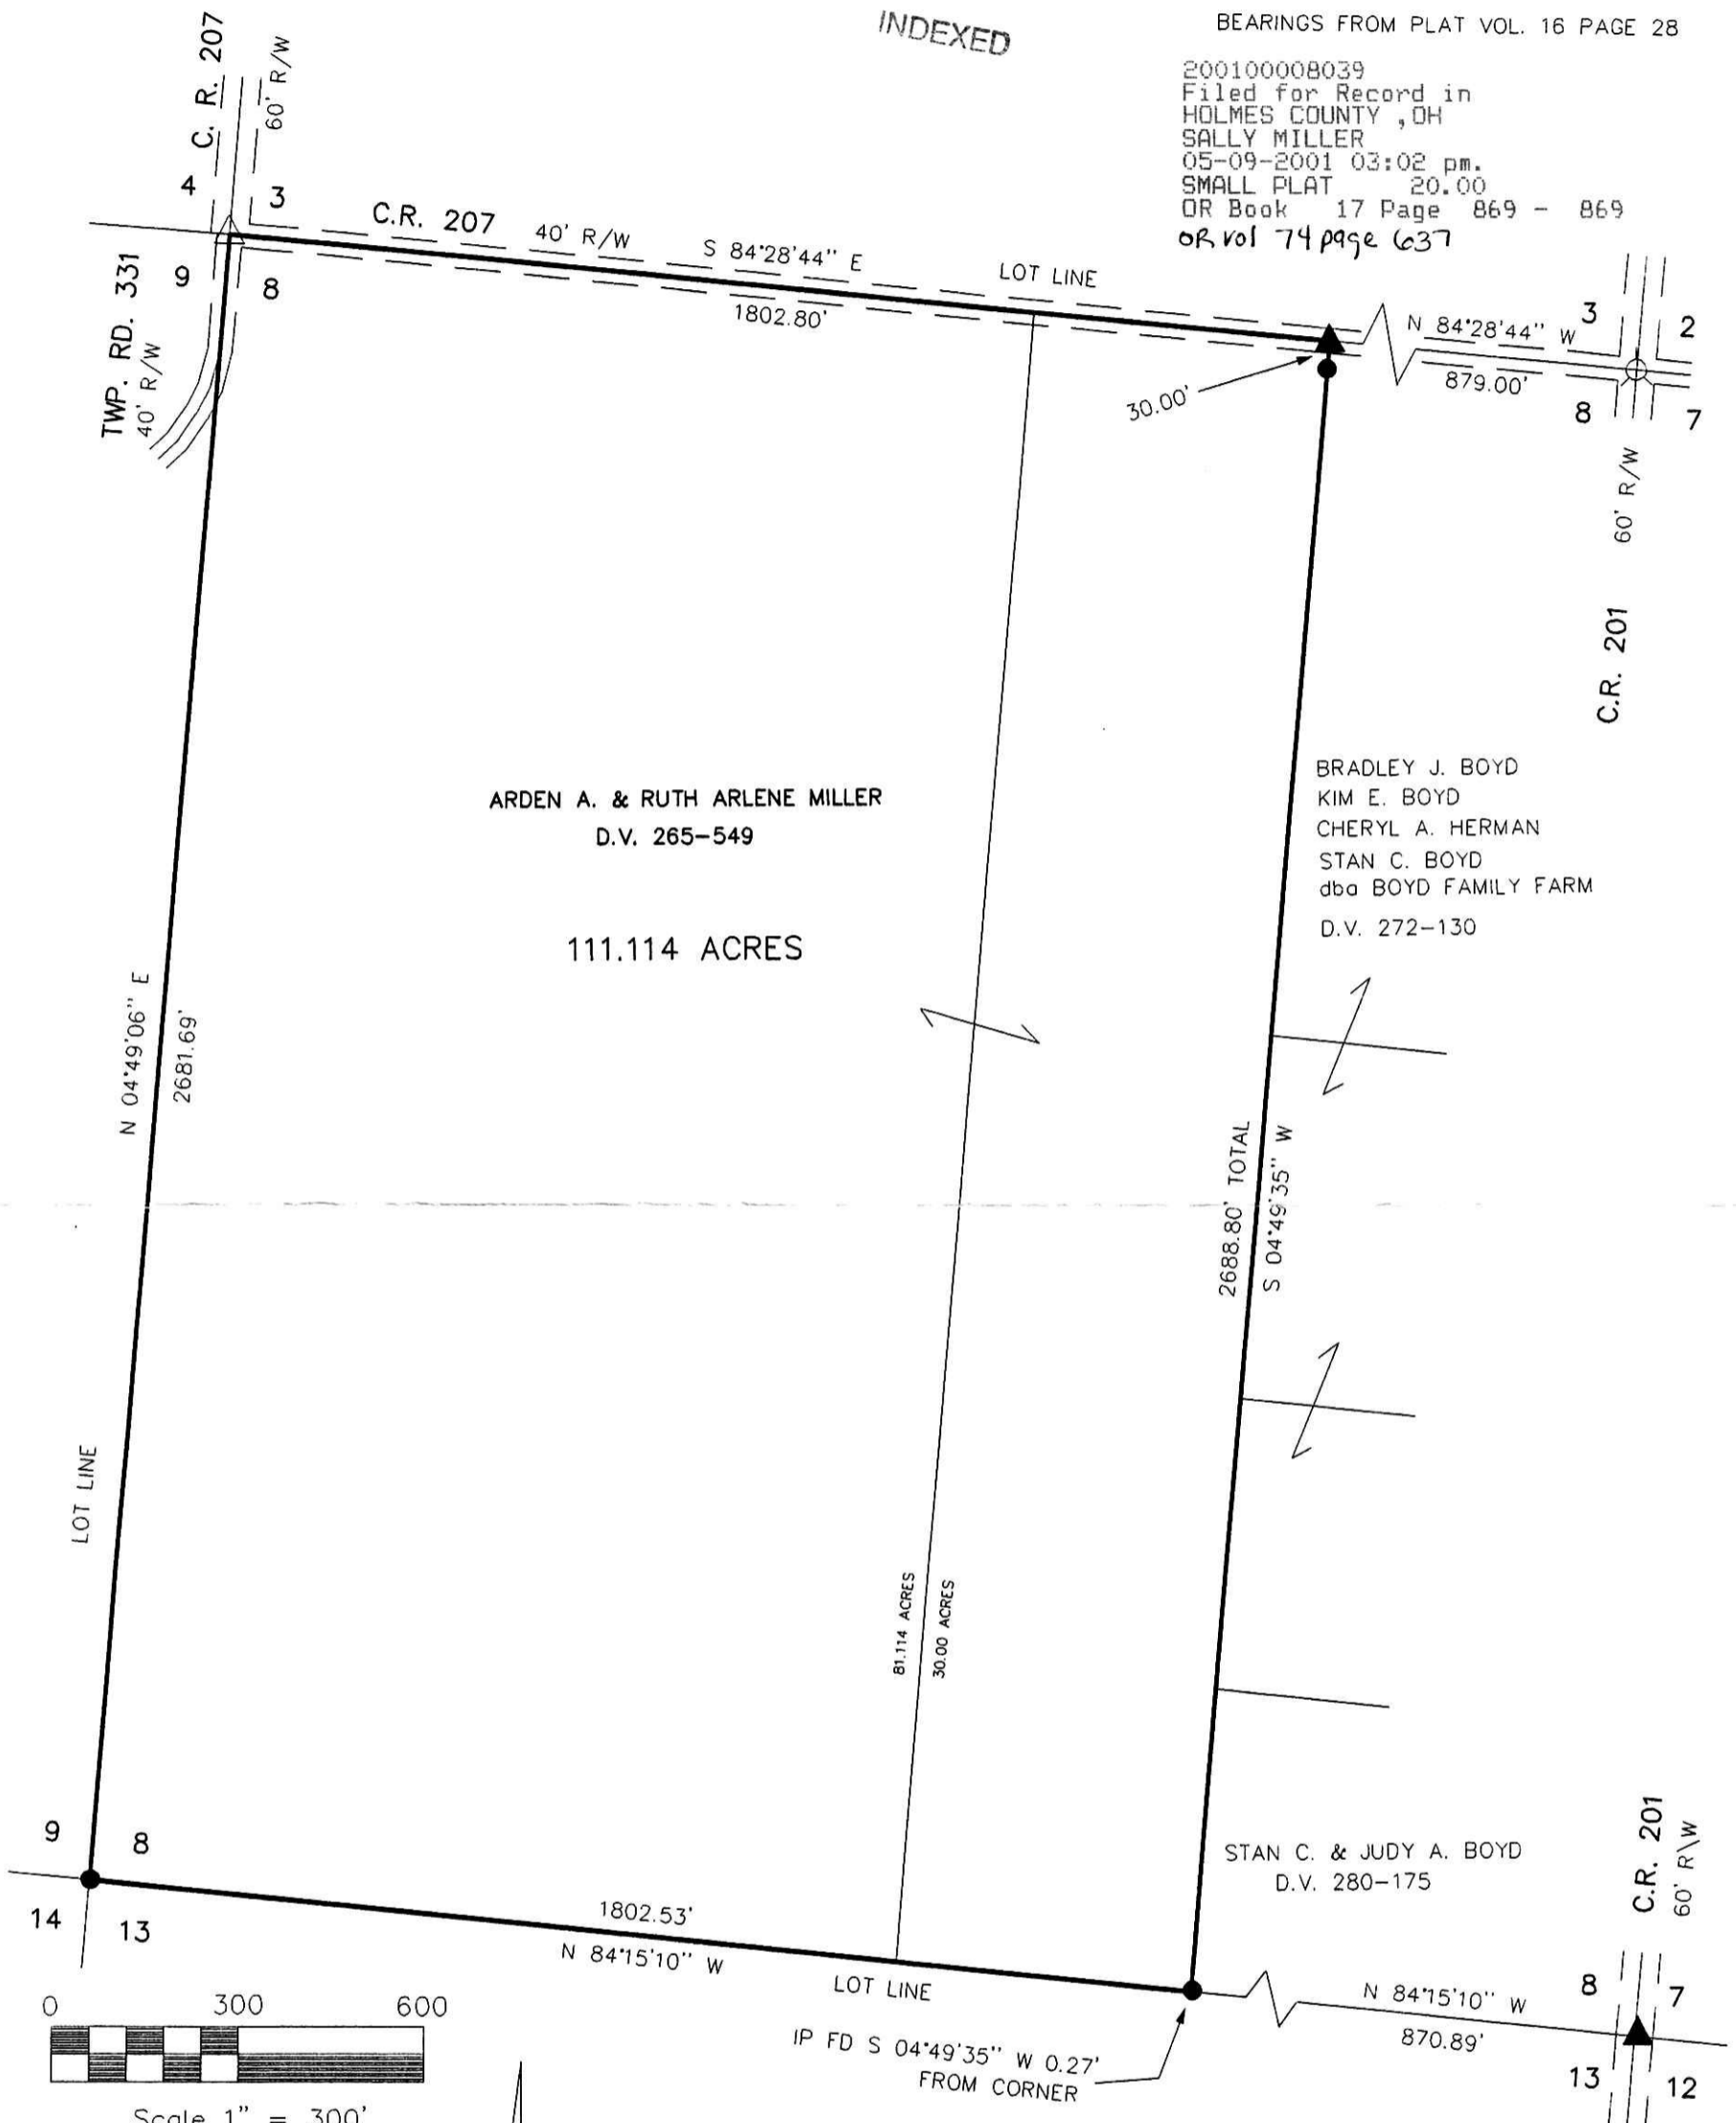 INDEXED
BEARINGS FROM PLAT VOL. 16 PAGE 28
200100008039
Filed for Record in
HOLMES COUNTY ,OH
SALLY MILLER
05-09-2001 03:02 pm.
SMALL PLAT 20.00
OR Book 17 Page 869 - 869
OR Vol 74 page 637
C. R. 207
60' R/W
4
3
9
8
TWP. RD. 331
40' R/W
C.R. 207
40' R/W
S 84°28'44" E
1802.80'
LOT LINE
30.00'
N 84°28'44" W
879.00'
3
2
8
7
60' R/W
C.R. 201
ARDEN A. & RUTH ARLENE MILLER
D.V. 265-549
111.114 ACRES
BRADLEY J. BOYD
KIM E. BOYD
CHERYL A. HERMAN
STAN C. BOYD
dba BOYD FAMILY FARM
D.V. 272-130
N 04°49'06" E
2681.69'
LOT LINE
2688.80' TOTAL
S 04°49'35" W
81.114 ACRES
30.00 ACRES
9
8
14
13
1802.53'
N 84°15'10" W
LOT LINE
STAN C. & JUDY A. BOYD
D.V. 280-175
C.R. 201
60' R\W
IP FD S 04°49'35" W 0.27'
FROM CORNER
N 84°15'10" W
870.89'
8
7
13
12
0 300 600
Scale 1" = 300'